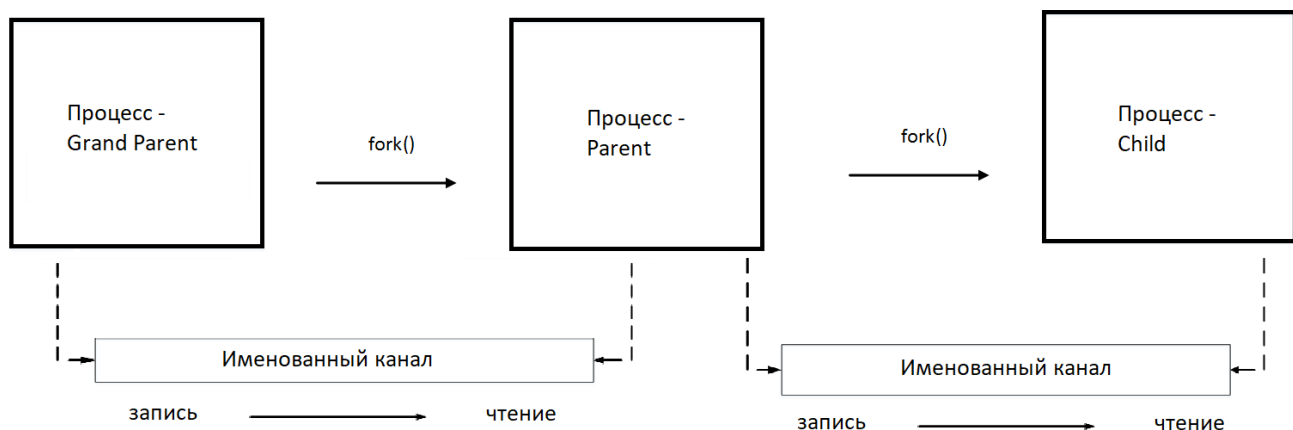 Процесс -
Grand Parent
fork()
Процесс -
Parent
fork()
Процесс -
Child
Именованный канал
Именованный канал
запись
чтение
запись
чтение